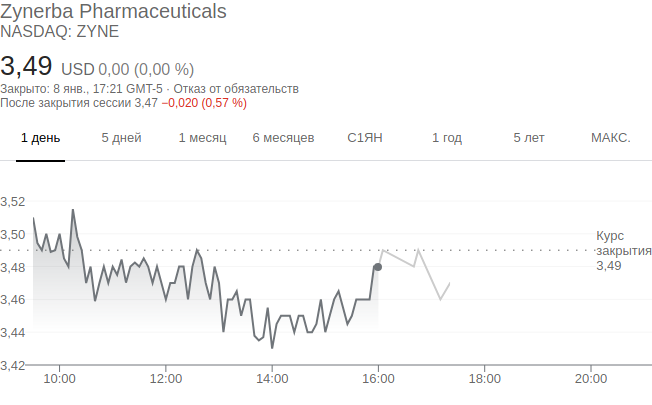 Zynerba Pharmaceuticals
NASDAQ: ZYNE
3,49 USD 0,00 (0,00 %)
Закрыто: 8 янв., 17:21 GMT-5 · Отказ от обязательств
После закрытия сессии 3,47 −0,020 (0,57 %)
1 день 5 дней 1 месяц 6 месяцев С1ЯН 1 год 5 лет МАКС.
3,52
3,50
Курс
закрытия
3,49
3,48
3,46
3,44
3,42
10:00 12:00 14:00 16:00 18:00 20:00